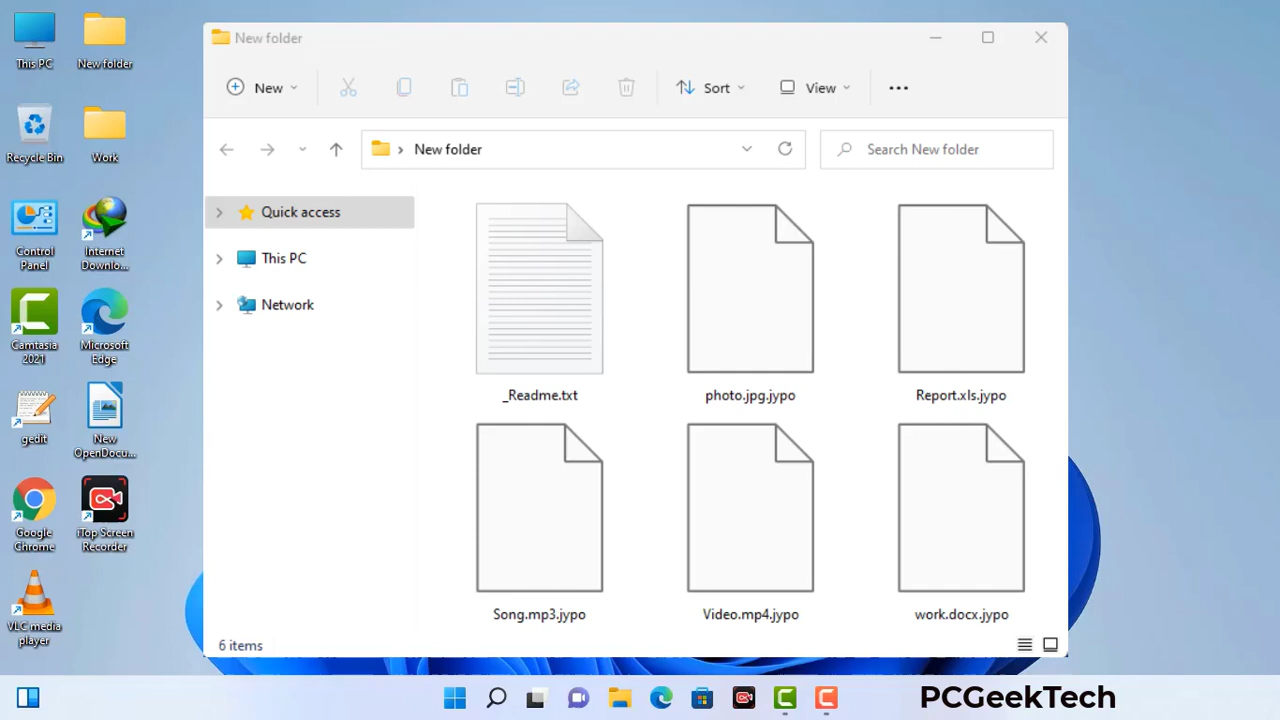 This PC
New folder
Recycle Bin
Work
Control
Panel
Internet
Downlo...
Camtasia
2021
Microsoft
Edge
gedit
New
OpenDocu...
Google
Chrome
iTop Screen
Recorder
VLC media
player
New folder
New
Sort
View
New folder
Search New folder
Quick access
This PC
Network
_Readme.txt
photo.jpg.jypo
Report.xls.jypo
Song.mp3.jypo
Video.mp4.jypo
work.docx.jypo
6 items
PCGeekTech